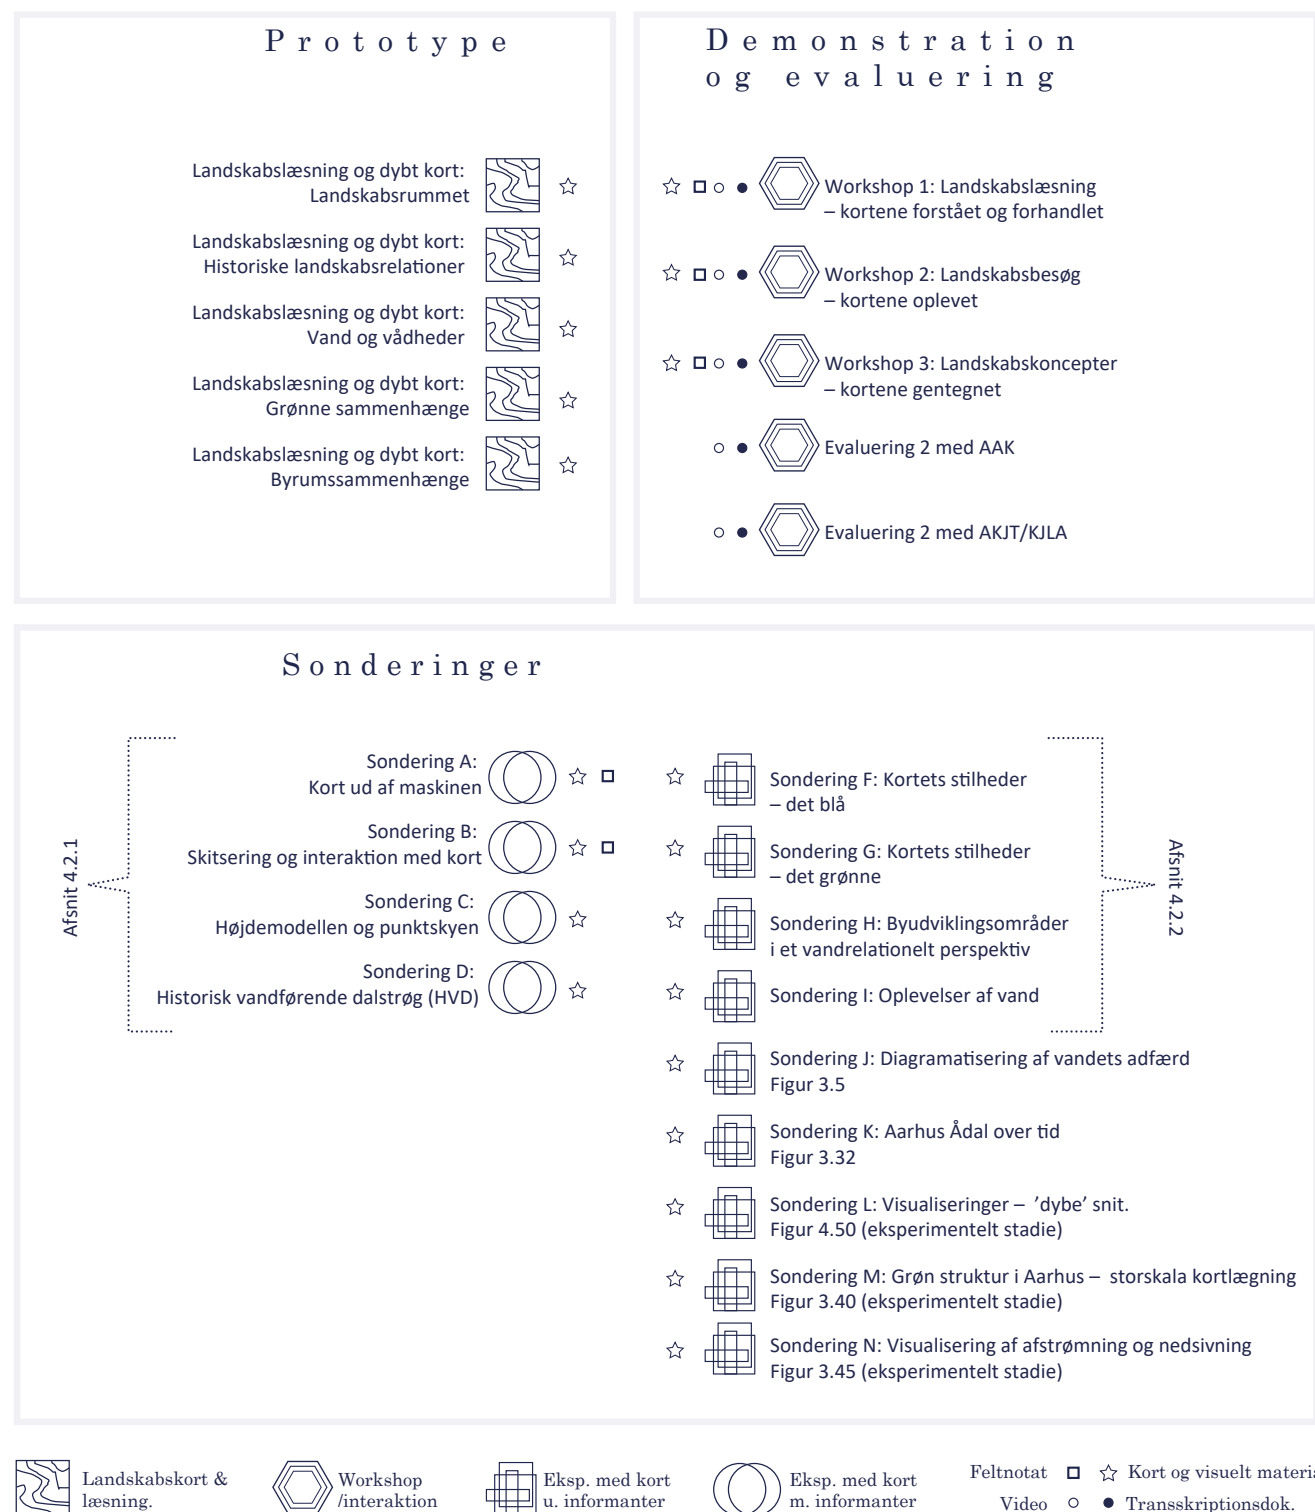 Prototype
Landskabslæsning og dybt kort:
Landskabsrummet
Landskabslæsning og dybt kort:
Historiske landskabsrelationer
Landskabslæsning og dybt kort:
Vand og vådheder
Landskabslæsning og dybt kort:
Grønne sammenhænge
Landskabslæsning og dybt kort:
Byrumssammenhænge
Demonstration
og evaluering
Workshop 1: Landskabslæsning
– kortene forstået og forhandlet
Workshop 2: Landskabsbesøg
– kortene oplevet
Workshop 3: Landskabskoncepter
– kortene gentegnet
Evaluering 2 med AAK
Evaluering 2 med AKJT/KJLA
Sonderinger
Afsnit 4.2.1
Sondering A:
Kort ud af maskinen
Sondering B:
Skitsering og interaktion med kort
Sondering C:
Højdemodellen og punktskyen
Sondering D:
Historisk vandførende dalstrøg (HVD)
Sondering F: Kortets stilheder
– det blå
Sondering G: Kortets stilheder
– det grønne
Sondering H: Byudviklingsområder
i et vandrelationelt perspektiv
Sondering I: Oplevelser af vand
Afsnit 4.2.2
Sondering J: Diagramatisering af vandets adfærd
Figur 3.5
Sondering K: Aarhus Ådal over tid
Figur 3.32
Sondering L: Visualiseringer – 'dybe' snit.
Figur 4.50 (eksperimentelt stadie)
Sondering M: Grøn struktur i Aarhus – storskala kortlægning
Figur 3.40 (eksperimentelt stadie)
Sondering N: Visualisering af afstrømning og nedsivning
Figur 3.45 (eksperimentelt stadie)
Landskabskort &
læsning.
Workshop
/interaktion
Eksp. med kort
u. informanter
Eksp. med kort
m. informanter
Feltnotat
Video
Kort og visuelt
Transskriptionsdok.